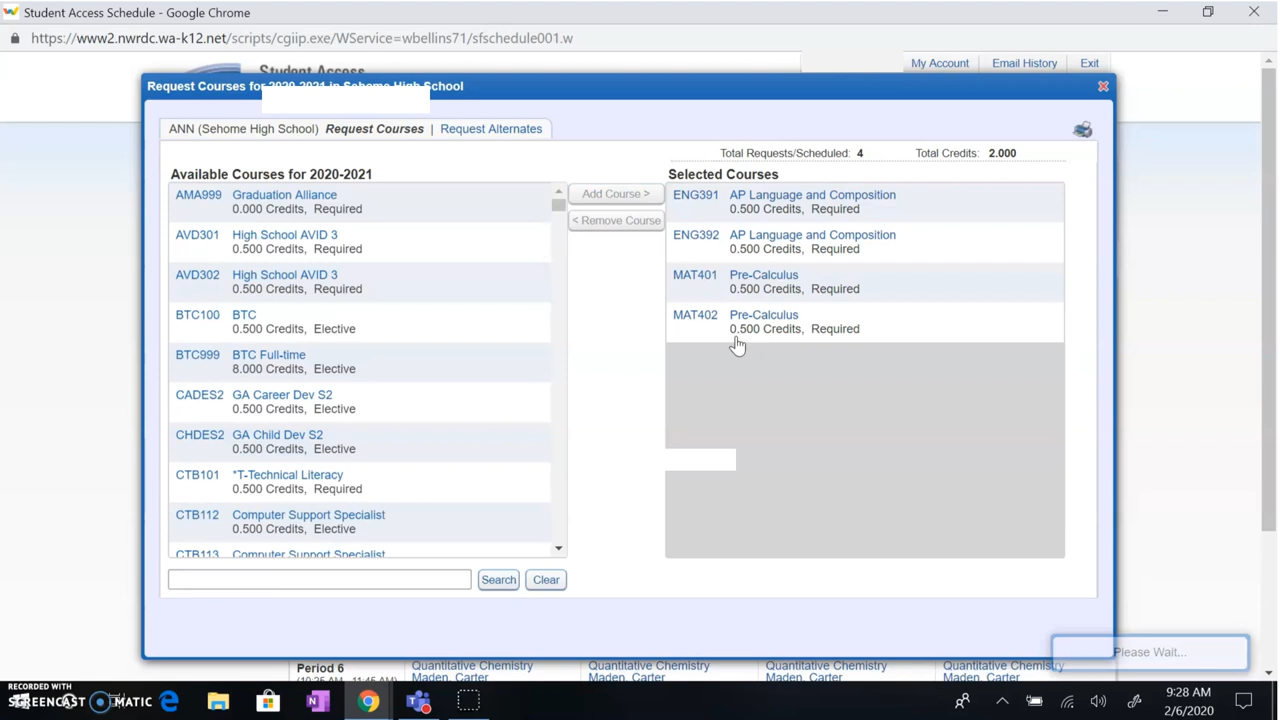 Student Access Schedule - Google Chrome
https://www2.nwrdc.wa-k12.net/scripts/cgiip.exe/WService=wbellins71/sfschedule001.w
Student Access
My Account
Email History
Exit
Request Courses for 2020-2021 in Sehome High School
ANN (Sehome High School) Request Courses | Request Alternates
Total Requests/Scheduled: 4 Total Credits: 2.000
Available Courses for 2020-2021
AMA999 Graduation Alliance
0.000 Credits, Required
AVD301 High School AVID 3
0.500 Credits, Required
AVD302 High School AVID 3
0.500 Credits, Required
BTC100 BTC
0.500 Credits, Elective
BTC999 BTC Full-time
8.000 Credits, Elective
CADES2 GA Career Dev S2
0.500 Credits, Elective
CHDES2 GA Child Dev S2
0.500 Credits, Elective
CTB101 *T-Technical Literacy
0.500 Credits, Required
CTB112 Computer Support Specialist
0.500 Credits, Elective
CTB113 Computer Support Specialist
Add Course >
< Remove Course
Selected Courses
ENG391 AP Language and Composition
0.500 Credits, Required
ENG392 AP Language and Composition
0.500 Credits, Required
MAT401 Pre-Calculus
0.500 Credits, Required
MAT402 Pre-Calculus
0.500 Credits, Required
Search
Clear
Please Wait...
Period 6
(10:25 AM - 11:45 AM)
Quantitative Chemistry
Maden, Carter
Quantitative Chemistry
Maden, Carter
Quantitative Chemistry
Maden, Carter
Quantitative Chemistry
Maden, Carter
RECORDED WITH
SCREENCAST MATIC
9:28 AM
2/6/2020